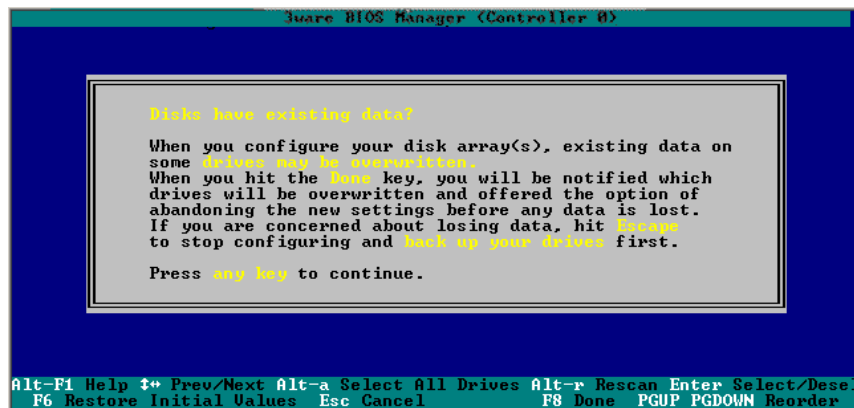 3ware BIOS Manager (Controller 0)
Disks have existing data?
When you configure your disk array(s), existing data on
some drives may be overwritten.
When you hit the Done key, you will be notified which
drives will be overwritten and offered the option of
abandoning the new settings before any data is lost.
If you are concerned about losing data, hit Escape
to stop configuring and back up your drives first.
Press any key to continue.
Alt-F1 Help ↕↔ Prev/Next Alt-a Select All Drives Alt-r Rescan Enter Select/Desel
F6 Restore Initial Values Esc Cancel F8 Done PGUP PGDOWN Reorder